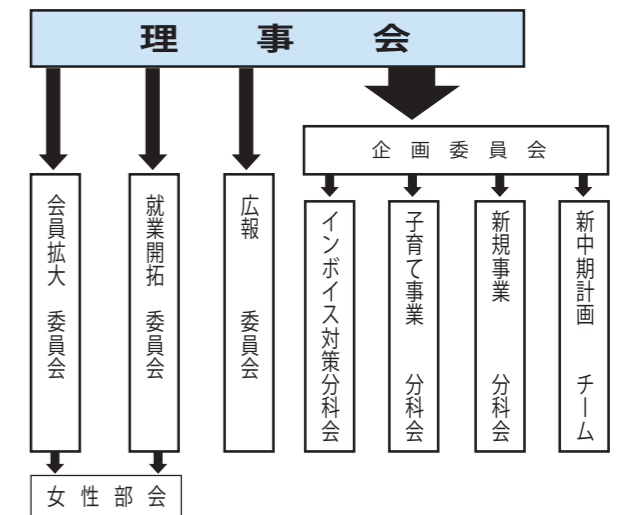 理事会
企画委員会
会員拡大 委員会
就業開拓 委員会
広報 委員会
インボイス対策分科会
子育て事業 分科会
新規事業 分科会
新中期計画 チーム
女性部会